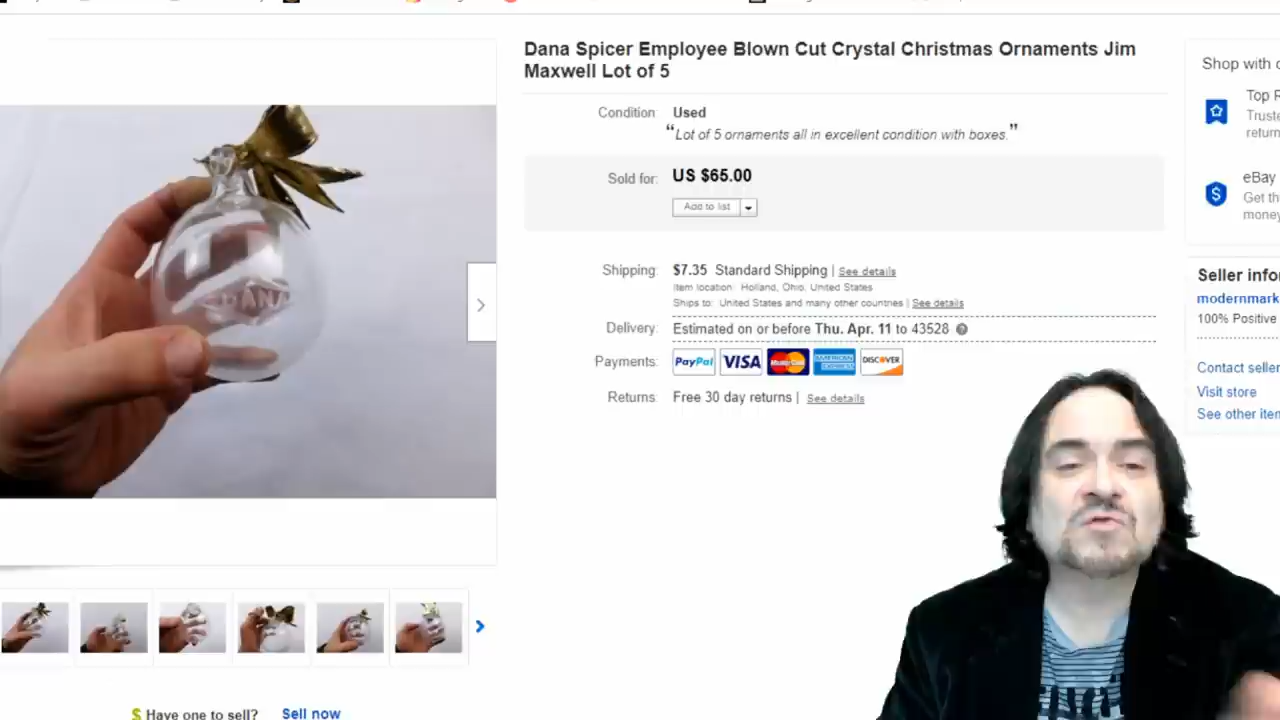 Dana Spicer Employee Blown Cut Crystal Christmas Ornaments Jim
Maxwell Lot of 5
Condition: Used
“Lot of 5 ornaments all in excellent condition with boxes.”
Sold for: US $65.00
Add to list
Shipping: $7.35 Standard Shipping | See details
Item location: Holland, Ohio, United States
Ships to: United States and many other countries | See details
Delivery: Estimated on or before Thu. Apr. 11 to 43528
Payments: PayPal VISA MasterCard AMERICAN EXPRESS DISCOVER
Returns: Free 30 day returns | See details
DANA
$ Have one to sell? Sell now
Shop with
Top R
Truste
return
eBay
Get th
money
Seller info
modernmark
100% Positive
Contact seller
Visit store
See other item